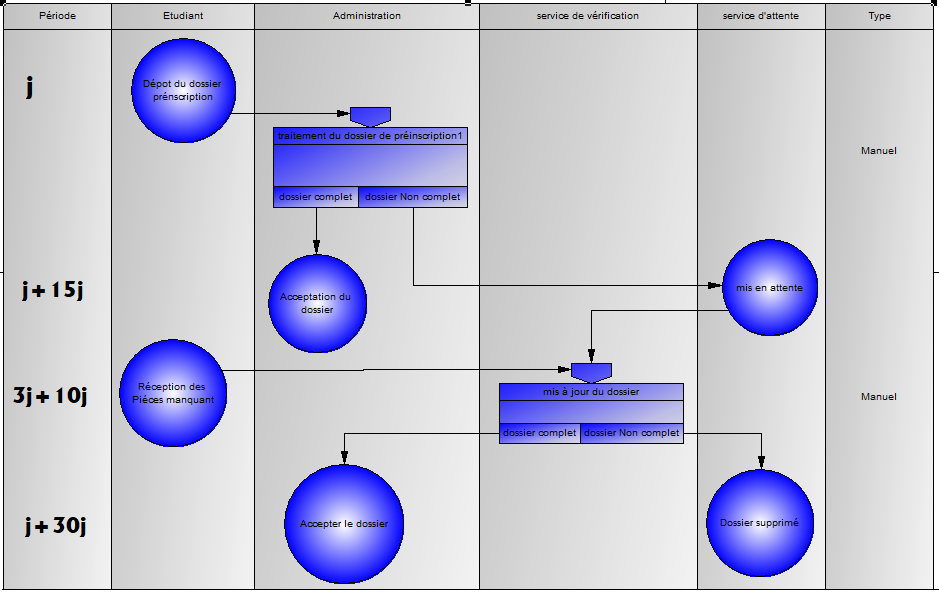 Période
Etudiant
Administration
service de vérification
service d'attente
Type
j
Dépot du dossier
prénscription
traitement du dossier de préinscription1
dossier complet
dossier Non complet
Manuel
j+15j
Acceptation du
dossier
mis en attente
3j+10j
Réception des
Piéces manquant
mis à jour du dossier
dossier complet
dossier Non complet
Manuel
j+30j
Accepter le dossier
Dossier supprimé